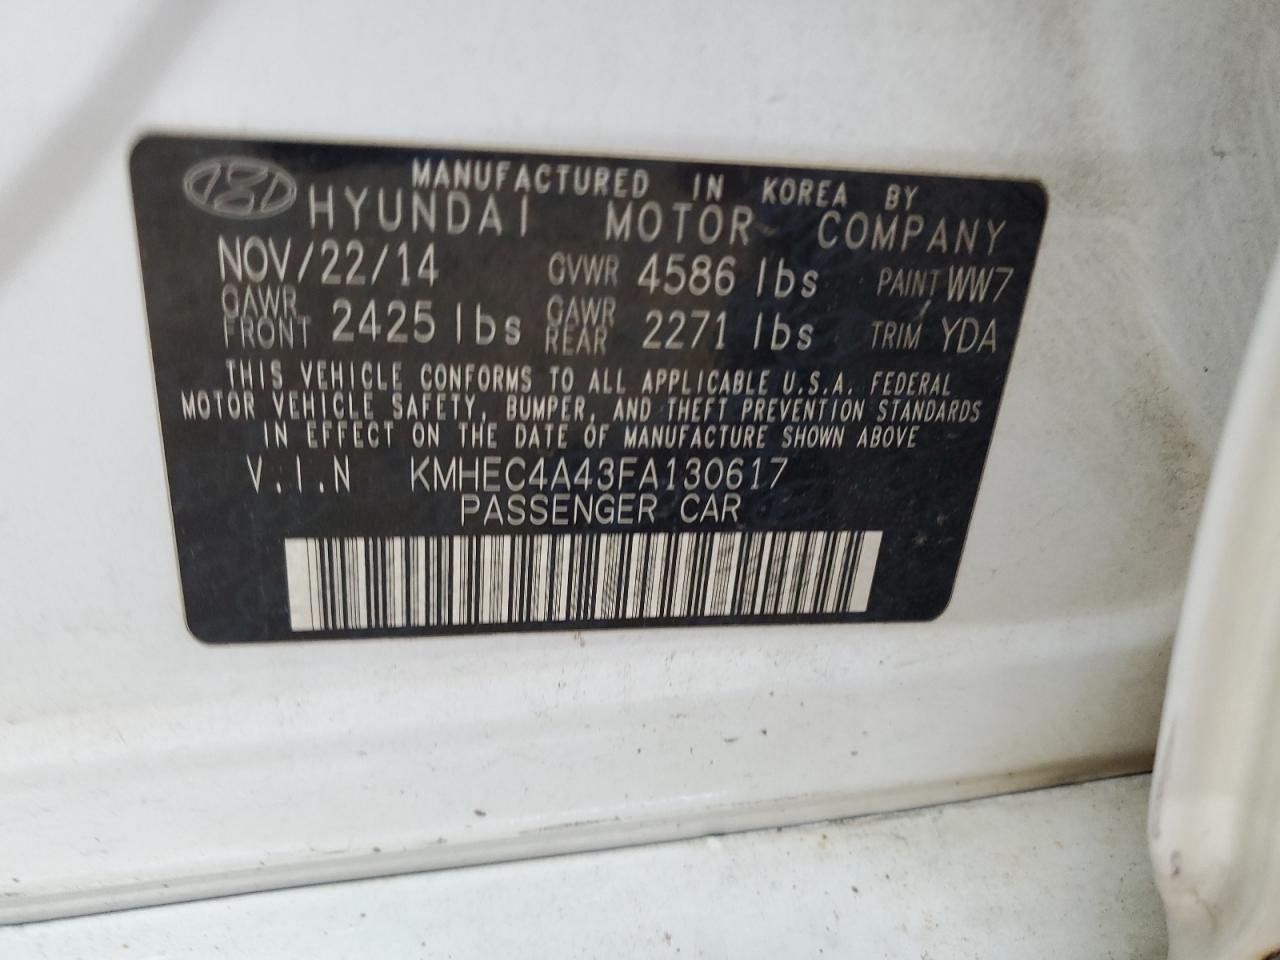 MANUFACTURED IN KOREA BY
HYUNDAI MOTOR COMPANY
NOV/22/14 GVWR 4586 lbs PAINT WW7
GAWR FRONT 2425 lbs GAWR REAR 2271 lbs TRIM YDA
THIS VEHICLE CONFORMS TO ALL APPLICABLE U.S.A. FEDERAL
MOTOR VEHICLE SAFETY, BUMPER, AND THEFT PREVENTION STANDARDS
IN EFFECT ON THE DATE OF MANUFACTURE SHOWN ABOVE
V.I.N KMHEC4A43FA130617
PASSENGER CAR